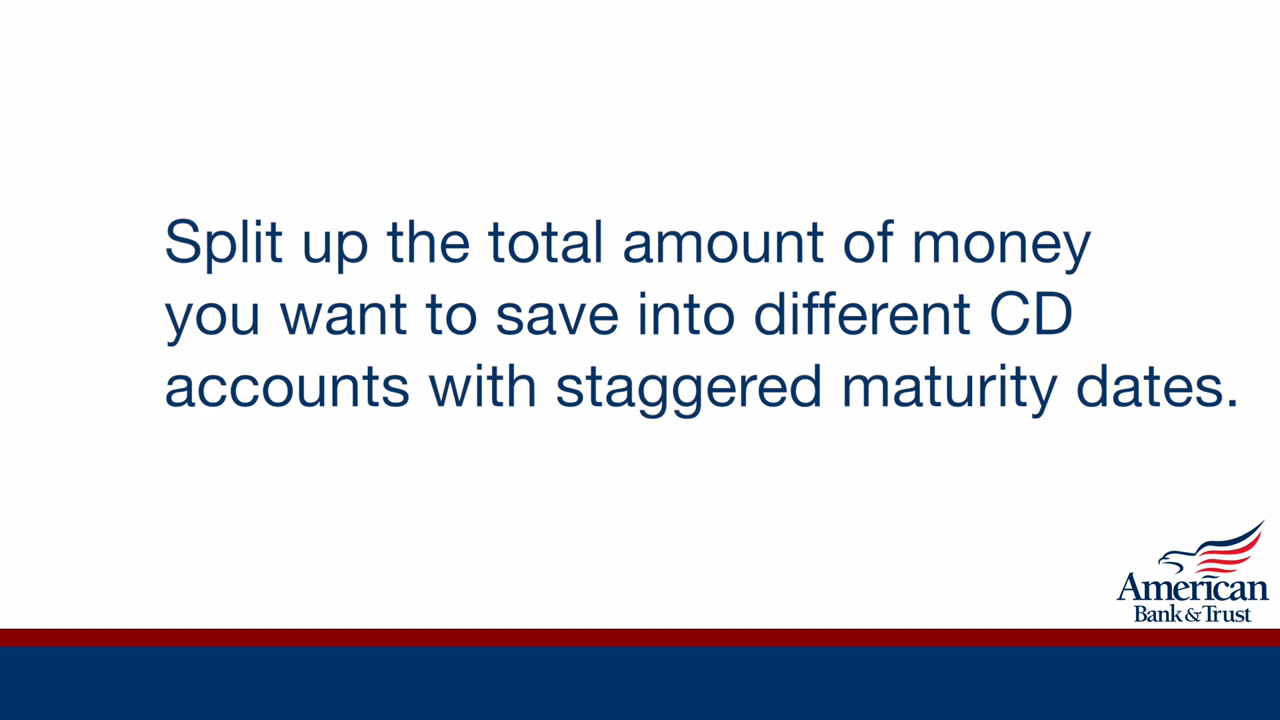 Split up the total amount of money
you want to save into different CD
accounts with staggered maturity dates.
American
Bank & Trust